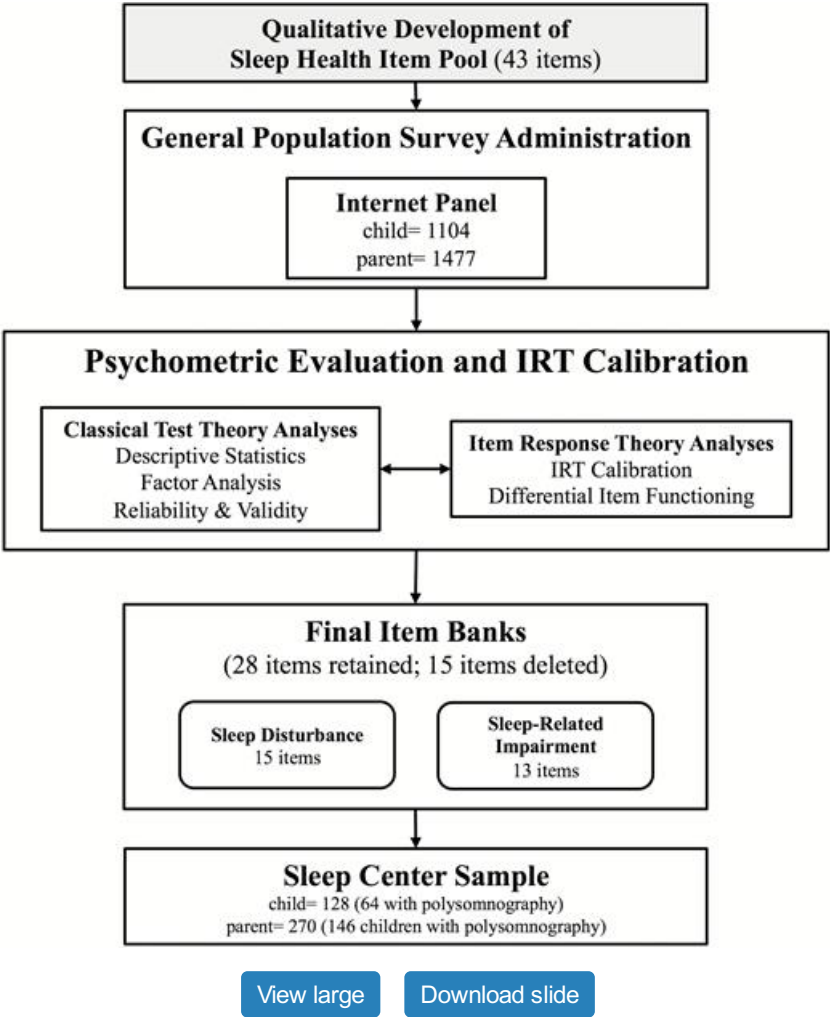 Qualitative Development of
Sleep Health Item Pool (43 items)
General Population Survey Administration
Internet Panel
child= 1104
parent= 1477
Psychometric Evaluation and IRT Calibration
Classical Test Theory Analyses
Descriptive Statistics
Factor Analysis
Reliability & Validity
Item Response Theory Analyses
IRT Calibration
Differential Item Functioning
Final Item Banks
(28 items retained; 15 items deleted)
Sleep Disturbance
15 items
Sleep-Related
Impairment
13 items
Sleep Center Sample
child= 128 (64 with polysomnography)
parent= 270 (146 children with polysomnography)
View large
Download slide